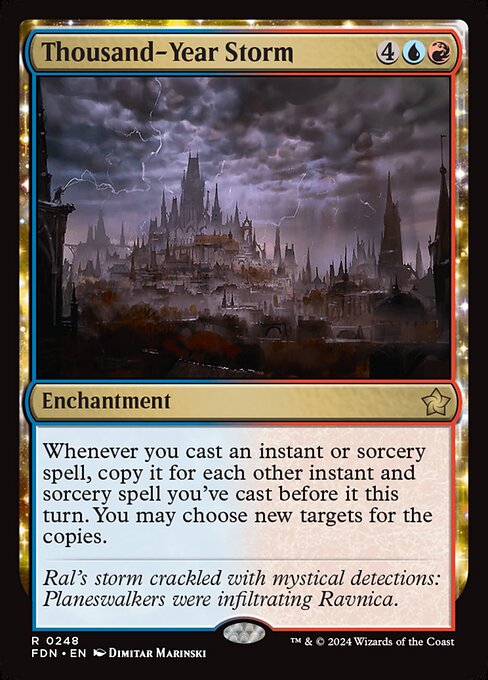 Thousand-Year Storm 4
Enchantment
Whenever you cast an instant or sorcery
spell, copy it for each other instant and
sorcery spell you've cast before it this
turn. You may choose new targets for the
copies.
Ral's storm crackled with mystical detections:
Planeswalkers were infiltrating Ravnica.
R 0248
FDN • EN Dimitar Marinski
™ & © 2024 Wizards of the Coast